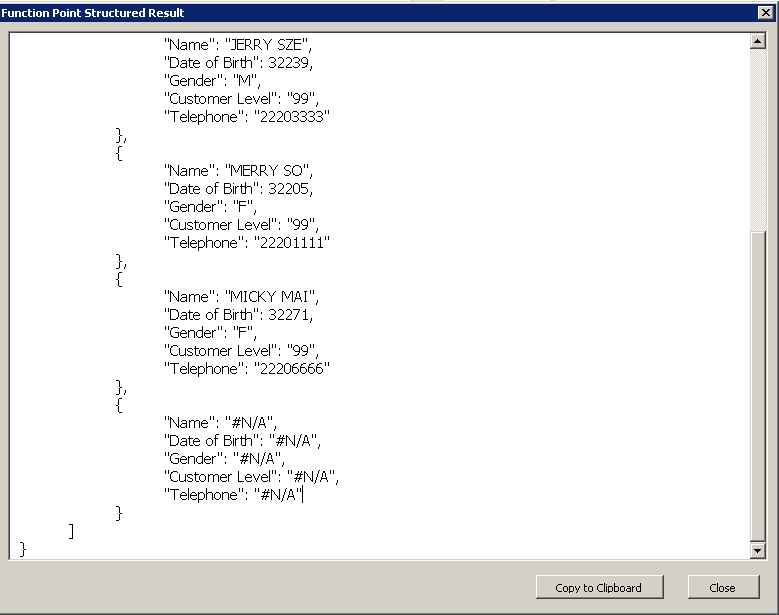 Function Point Structured Result
"Name": "JERRY SZE",
"Date of Birth": 32239,
"Gender": "M",
"Customer Level": "99",
"Telephone": "22203333"
},
{
"Name": "MERRY SO",
"Date of Birth": 32205,
"Gender": "F",
"Customer Level": "99",
"Telephone": "22201111"
},
{
"Name": "MICKY MAI",
"Date of Birth": 32271,
"Gender": "F",
"Customer Level": "99",
"Telephone": "22206666"
},
{
"Name": "#N/A",
"Date of Birth": "#N/A",
"Gender": "#N/A",
"Customer Level": "#N/A",
"Telephone": "#N/A"
}
]
}
Copy to Clipboard
Close